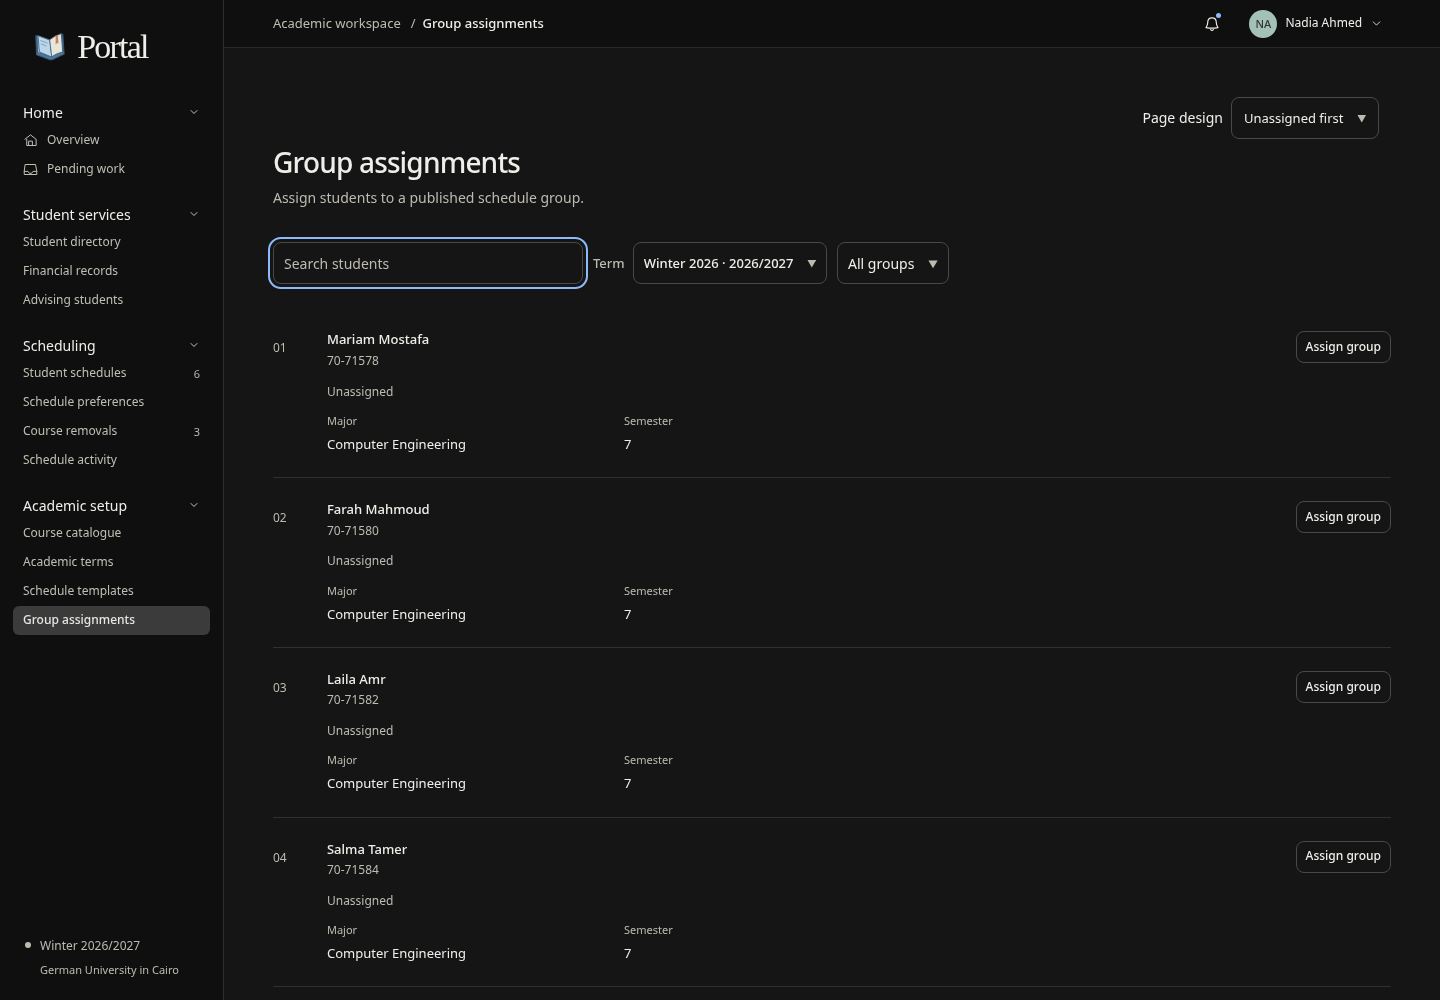 Portal
Home
Overview
Pending work
Student services
Student directory
Financial records
Advising students
Scheduling
Student schedules 6
Schedule preferences
Course removals 3
Schedule activity
Academic setup
Course catalogue
Academic terms
Schedule templates
Group assignments
Winter 2026/2027
German University in Cairo
Academic workspace / Group assignments
NA Nadia Ahmed
Page design Unassigned first
Group assignments
Assign students to a published schedule group.
Search students Term Winter 2026 · 2026/2027 All groups
01 Mariam Mostafa Assign group
70-71578
Unassigned
Major Semester
Computer Engineering 7
02 Farah Mahmoud Assign group
70-71580
Unassigned
Major Semester
Computer Engineering 7
03 Laila Amr Assign group
70-71582
Unassigned
Major Semester
Computer Engineering 7
04 Salma Tamer Assign group
70-71584
Unassigned
Major Semester
Computer Engineering 7